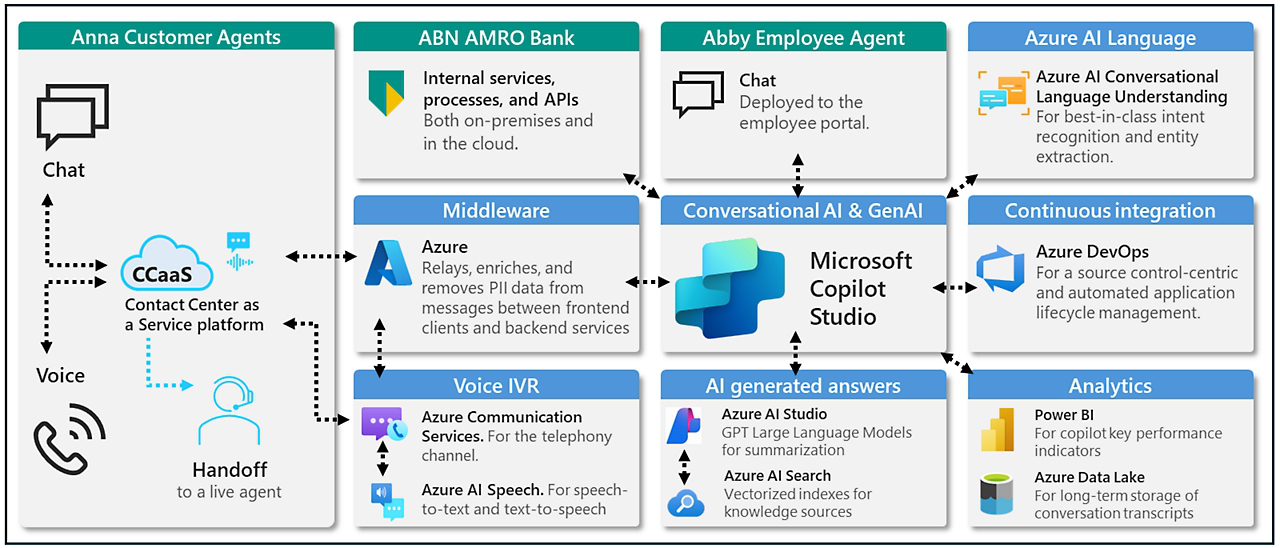 Anna Customer Agents
Chat
CCaaS
Contact Center as
a Service platform
Voice
Handoff
to a live agent
ABN AMRO Bank
Internal services,
processes, and APIs
Both on-premises and
in the cloud.
Abby Employee Agent
Chat
Deployed to the
employee portal.
Azure AI Language
Azure AI Conversational
Language Understanding
For best-in-class intent
recognition and entity
extraction.
Middleware
Azure
Relays, enriches, and
removes PII data from
messages between frontend
clients and backend services
Conversational AI & GenAI
Microsoft
Copilot
Studio
Continuous integration
Azure DevOps
For a source control-centric
and automated application
lifecycle management.
Voice IVR
Azure Communication
Services. For the telephony
channel.
Azure AI Speech. For speech-
to-text and text-to-speech
AI generated answers
Azure AI Studio
GPT Large Language Models
for summarization
Azure AI Search
Vectorized indexes for
knowledge sources
Analytics
Power BI
For copilot key performance
indicators
Azure Data Lake
For long-term storage of
conversation transcripts